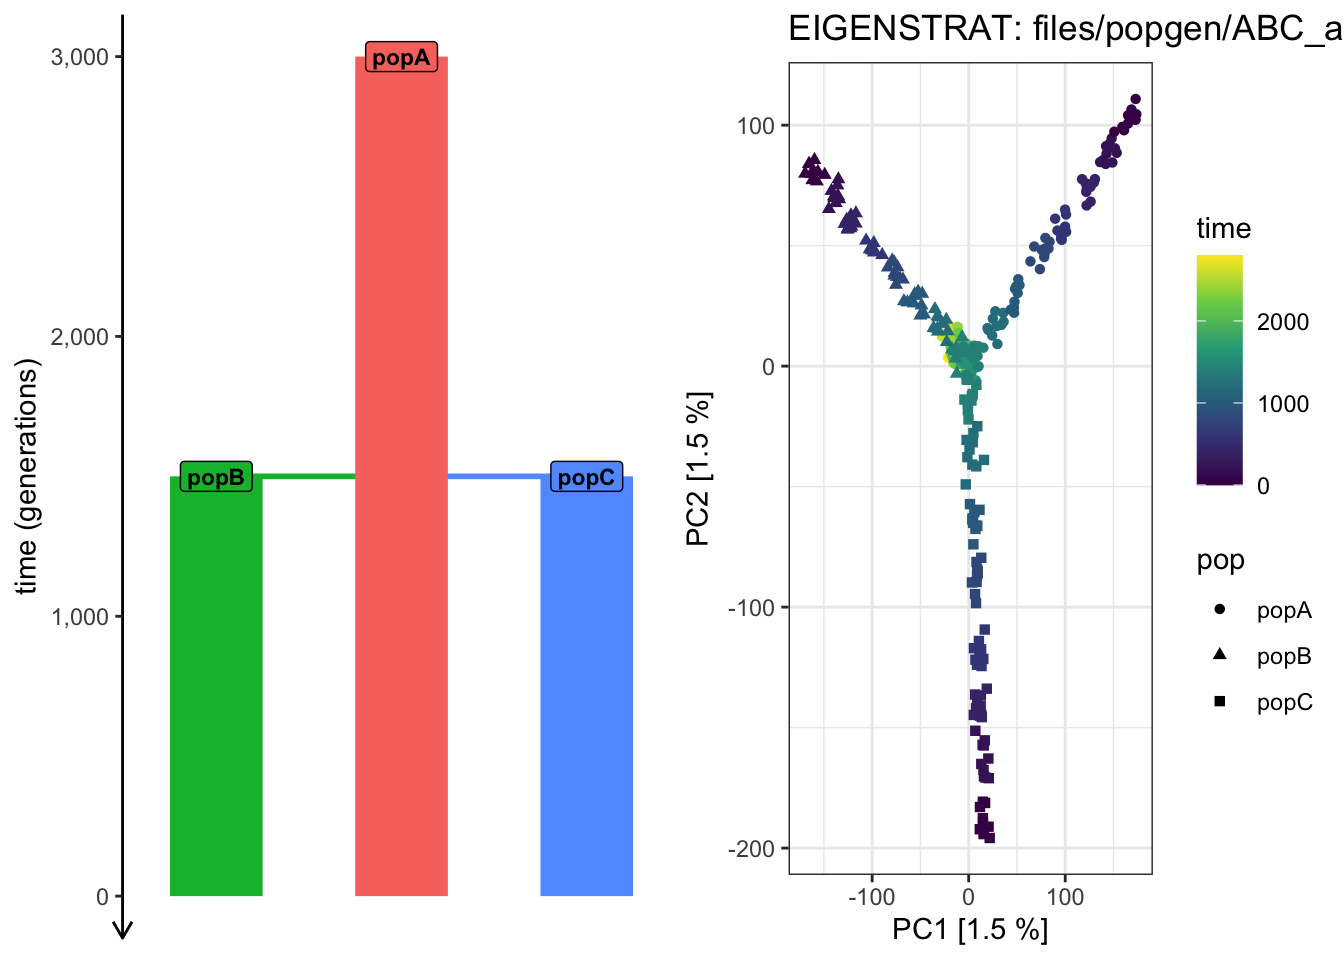 EIGENSTRAT: files/popgen/ABC_a
time (generations)
3,000
2,000
1,000
0
popA
popB
popC
PC2 [1.5 %]
100
0
-100
-200
-100
0
100
PC1 [1.5 %]
time
2000
1000
0
pop
popA
popB
popC